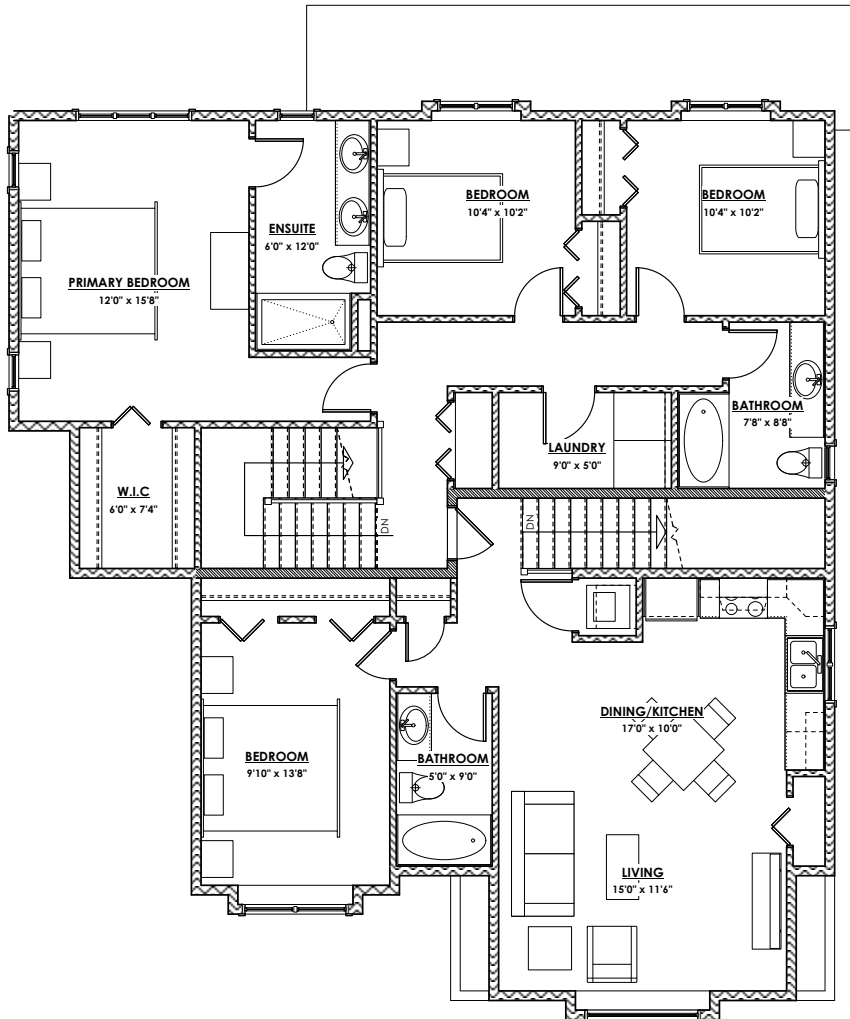 BEDROOM
10'4" x 10'2"
BEDROOM
10'4" x 10'2"
ENSUITE
6'0" x 12'0"
PRIMARY BEDROOM
12'0" x 15'8"
BATHROOM
7'8" x 8'8"
LAUNDRY
9'0" x 5'0"
W.I.C
6'0" x 7'4"
DN
DN
DINING/KITCHEN
17'0" x 10'0"
BEDROOM
9'10" x 13'8"
BATHROOM
5'0" x 9'0"
LIVING
15'0" x 11'6"